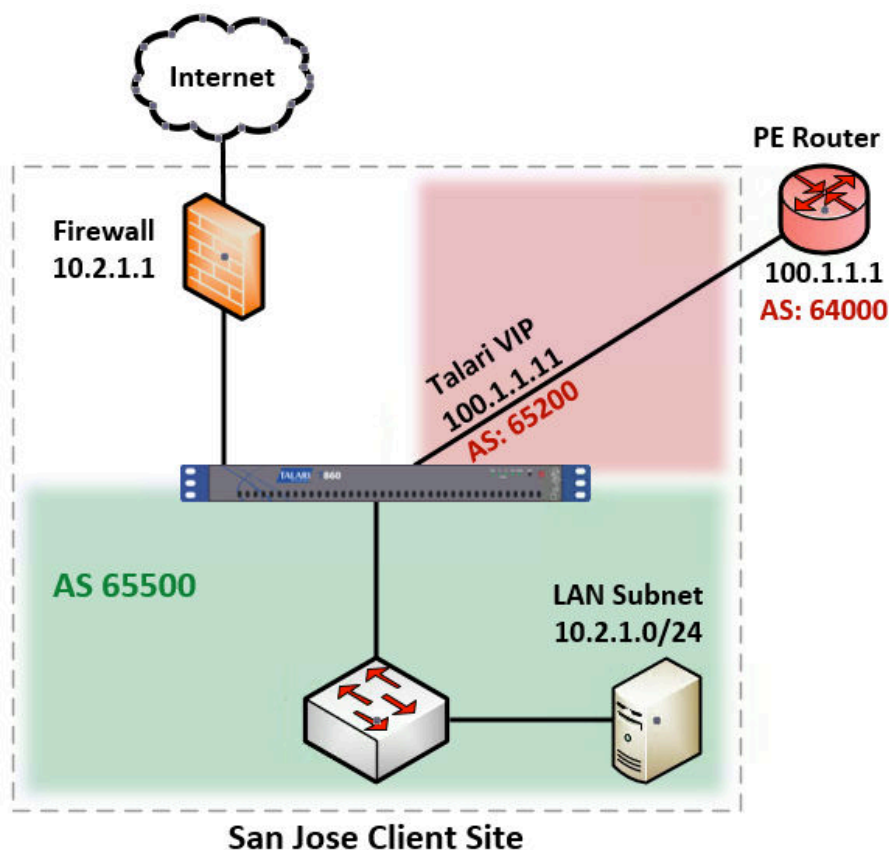 Internet
PE Router
Firewall
10.2.1.1
100.1.1.1
AS: 64000
Talari VIP
100.1.1.11
AS: 65200
TALARI 860
AS 65500
LAN Subnet
10.2.1.0/24
San Jose Client Site